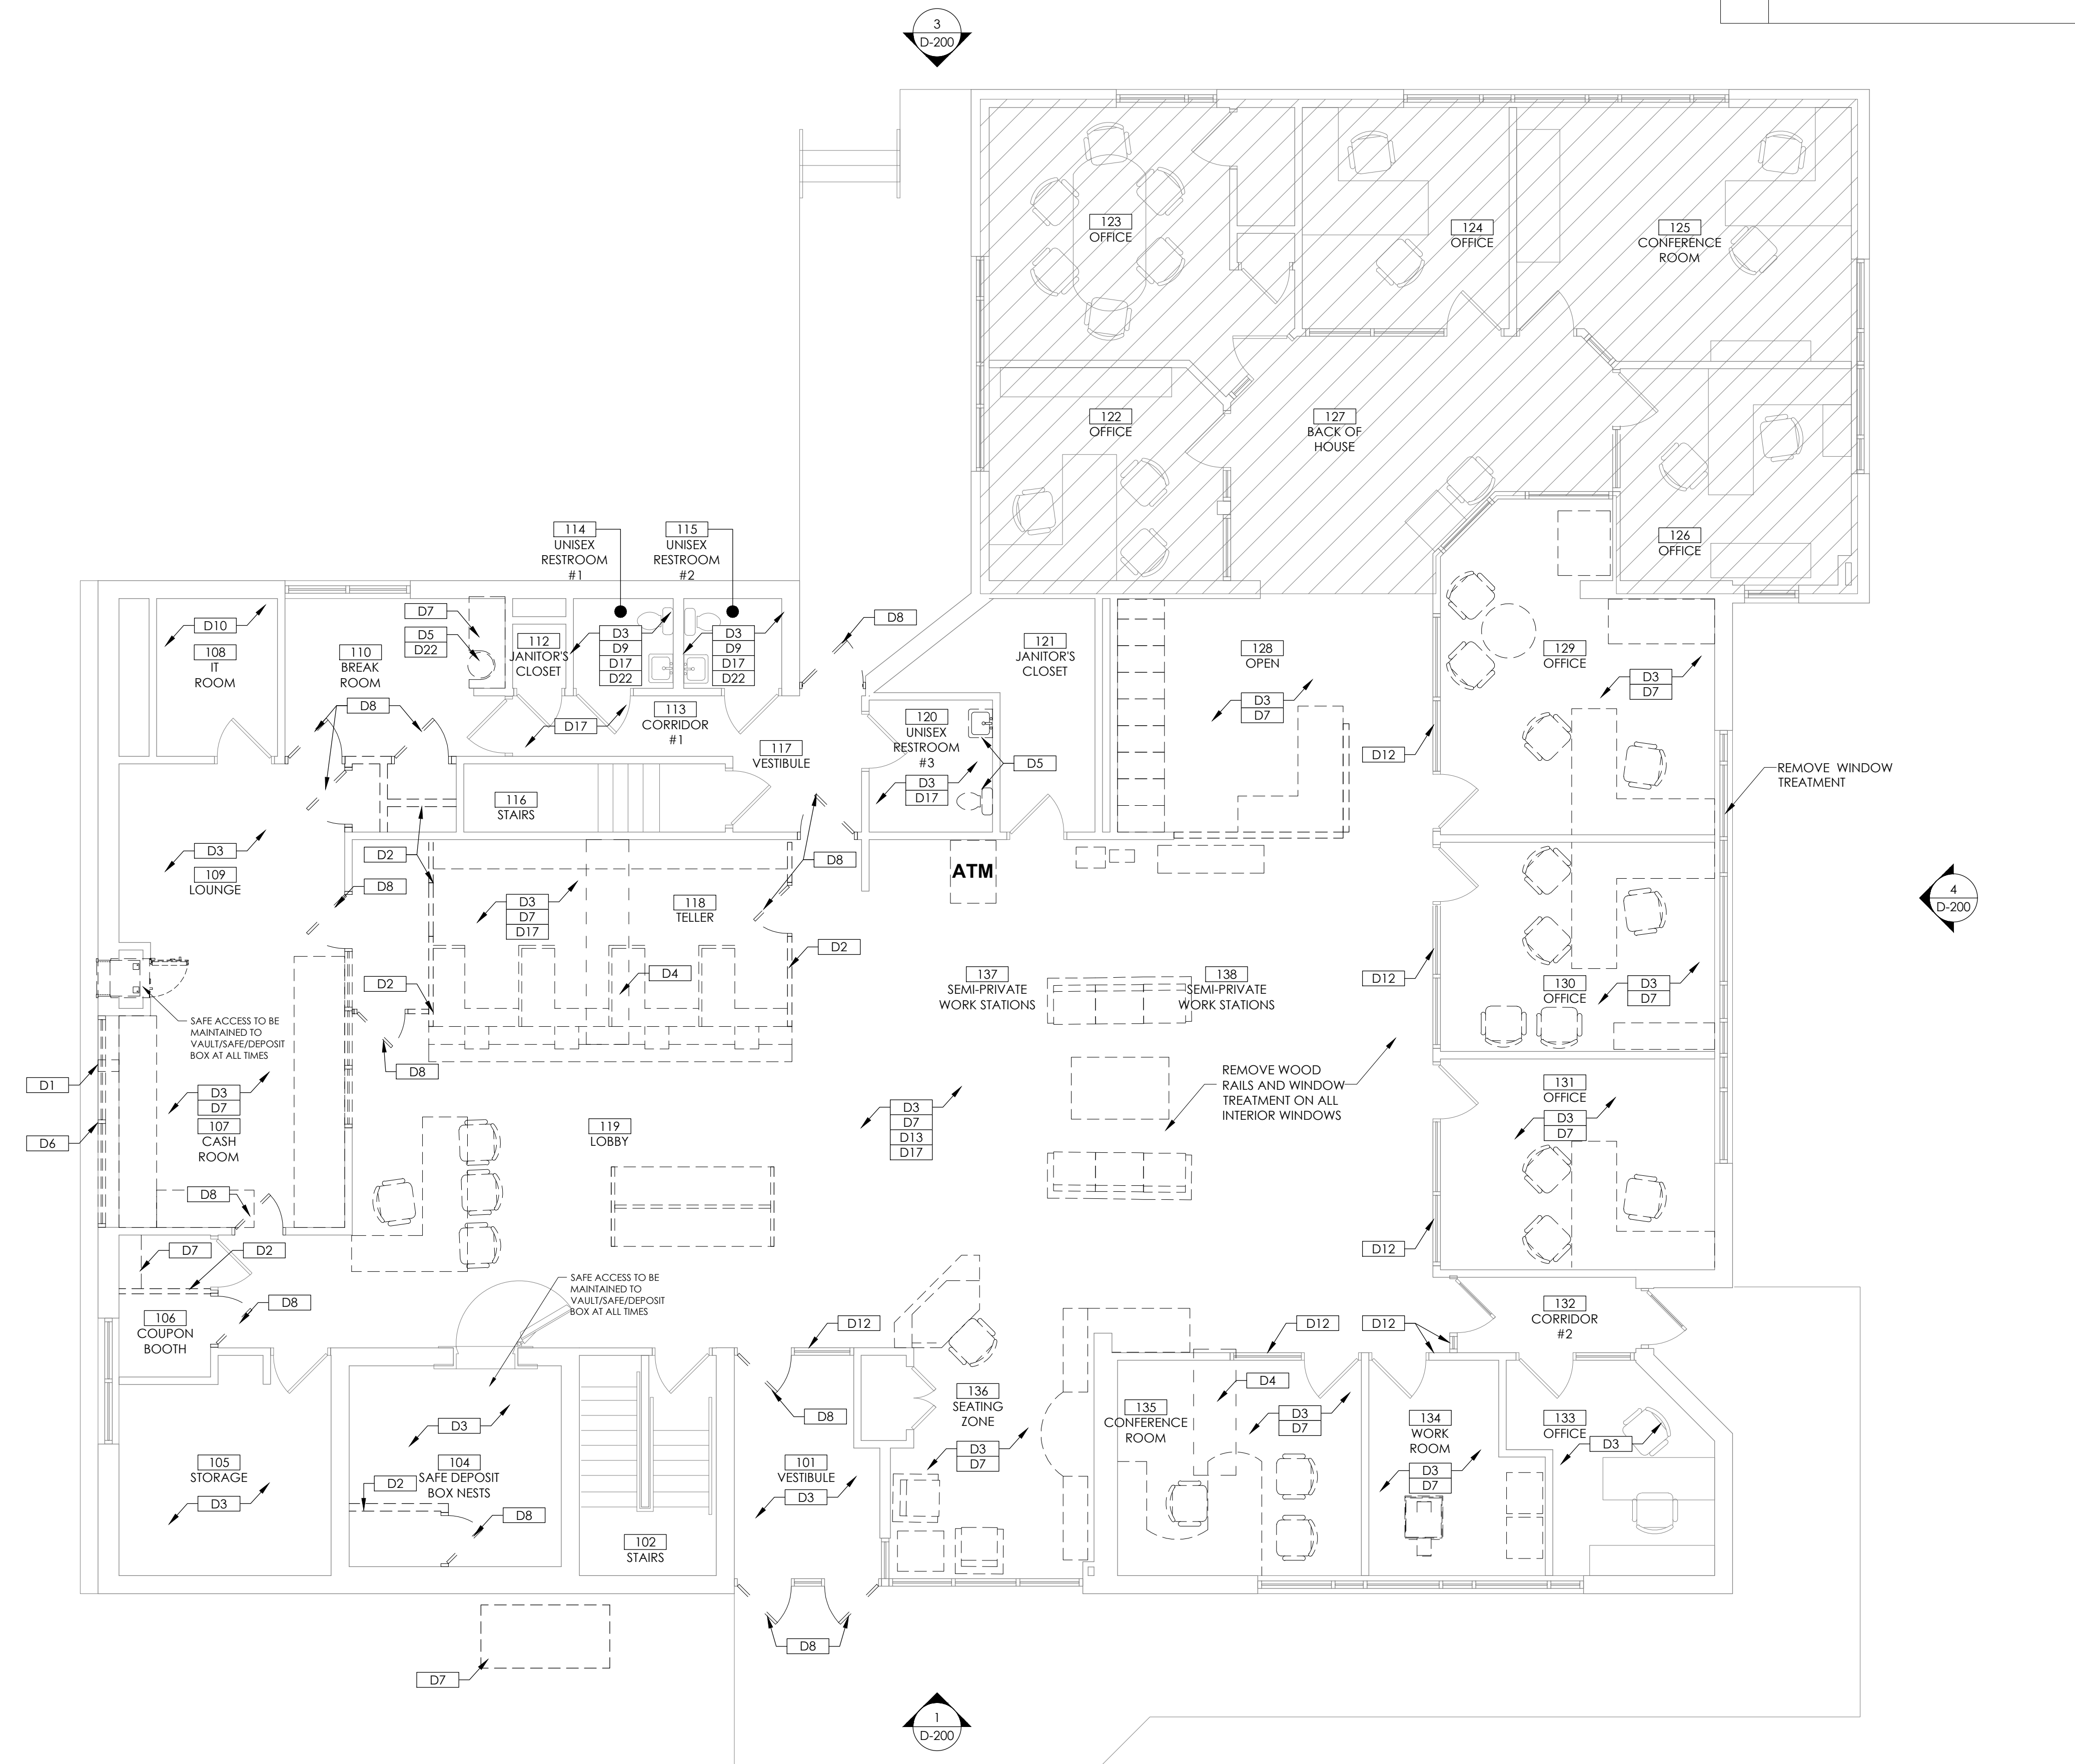 3
D-200
123
OFFICE
124
OFFICE
125
CONFERENCE
ROOM
122
OFFICE
127
BACK OF
HOUSE
126
OFFICE
114
UNISEX
RESTROOM
#1
115
UNISEX
RESTROOM
#2
D10
108
IT
ROOM
110
BREAK
ROOM
D7
D5
D22
112
JANITOR'S
CLOSET
D3
D9
D17
D22
D3
D9
D17
D22
D8
D8
D17
113
CORRIDOR
#1
117
VESTIBULE
120
UNISEX
RESTROOM
#3
D3
D17
D5
121
JANITOR'S
CLOSET
128
OPEN
D3
D7
129
OFFICE
D3
D7
D12
REMOVE WINDOW
TREATMENT
116
STAIRS
D3
109
LOUNGE
D2
D8
D8
ATM
D3
D7
D17
118
TELLER
D2
D4
D2
D8
4
D-200
137
SEMI-PRIVATE
WORK STATIONS
138
SEMI-PRIVATE
WORK STATIONS
D12
130
OFFICE
D3
D7
SAFE ACCESS TO BE
MAINTAINED TO
VAULT/SAFE/DEPOSIT
BOX AT ALL TIMES
D1
D6
D3
D7
107
CASH
ROOM
119
LOBBY
D3
D7
D13
D17
REMOVE WOOD
RAILS AND WINDOW
TREATMENT ON ALL
INTERIOR WINDOWS
131
OFFICE
D3
D7
D12
D8
D7
D2
D8
106
COUPON
BOOTH
SAFE ACCESS TO BE
MAINTAINED TO
VAULT/SAFE/DEPOSIT
BOX AT ALL TIMES
D12
D12
D12
132
CORRIDOR
#2
D8
136
SEATING
ZONE
D3
D7
D4
135
CONFERENCE
ROOM
D3
D7
134
WORK
ROOM
D3
D7
133
OFFICE
D3
105
STORAGE
D3
D3
104
SAFE DEPOSIT
BOX NESTS
D2
D8
101
VESTIBULE
D3
102
STAIRS
D8
D7
1
D-200